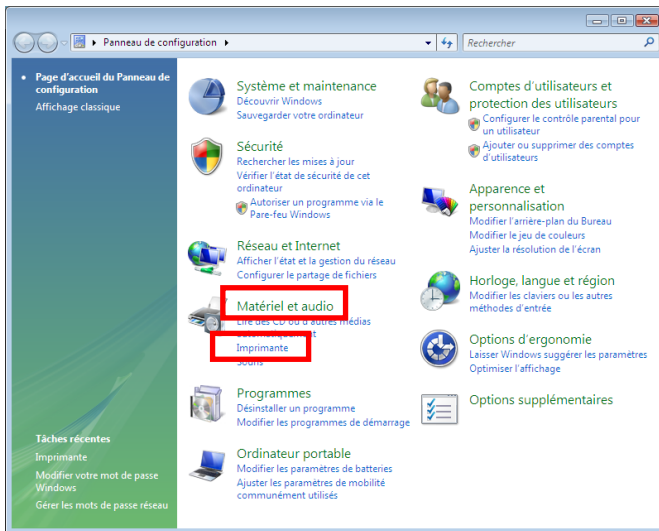 Panneau de configuration
Rechercher
Page d'accueil du Panneau de
configuration
Affichage classique
Système et maintenance
Découvrir Windows
Sauvegarder votre ordinateur
Sécurité
Rechercher les mises à jour
Vérifier l'état de sécurité de cet
ordinateur
Autoriser un programme via le
Pare-feu Windows
Réseau et Internet
Afficher l'état et la gestion du réseau
Configurer le partage de fichiers
Matériel et audio
Lire des CD ou d'autres médias
automatiquement
Imprimante
Souris
Programmes
Désinstaller un programme
Modifier les programmes de démarrage
Ordinateur portable
Modifier les paramètres de batteries
Ajuster les paramètres de mobilité
communément utilisés
Comptes d'utilisateurs et
protection des utilisateurs
Configurer le contrôle parental pour
un utilisateur
Ajouter ou supprimer des comptes
d'utilisateurs
Apparence et
personnalisation
Modifier l'arrière-plan du Bureau
Modifier le jeu de couleurs
Ajuster la résolution de l'écran
Horloge, langue et région
Modifier les claviers ou les autres
méthodes d'entrée
Options d'ergonomie
Laisser Windows suggérer les paramètres
Optimiser l'affichage
Options supplémentaires
Tâches récentes
Imprimante
Modifier votre mot de passe
Windows
Gérer les mots de passe réseau